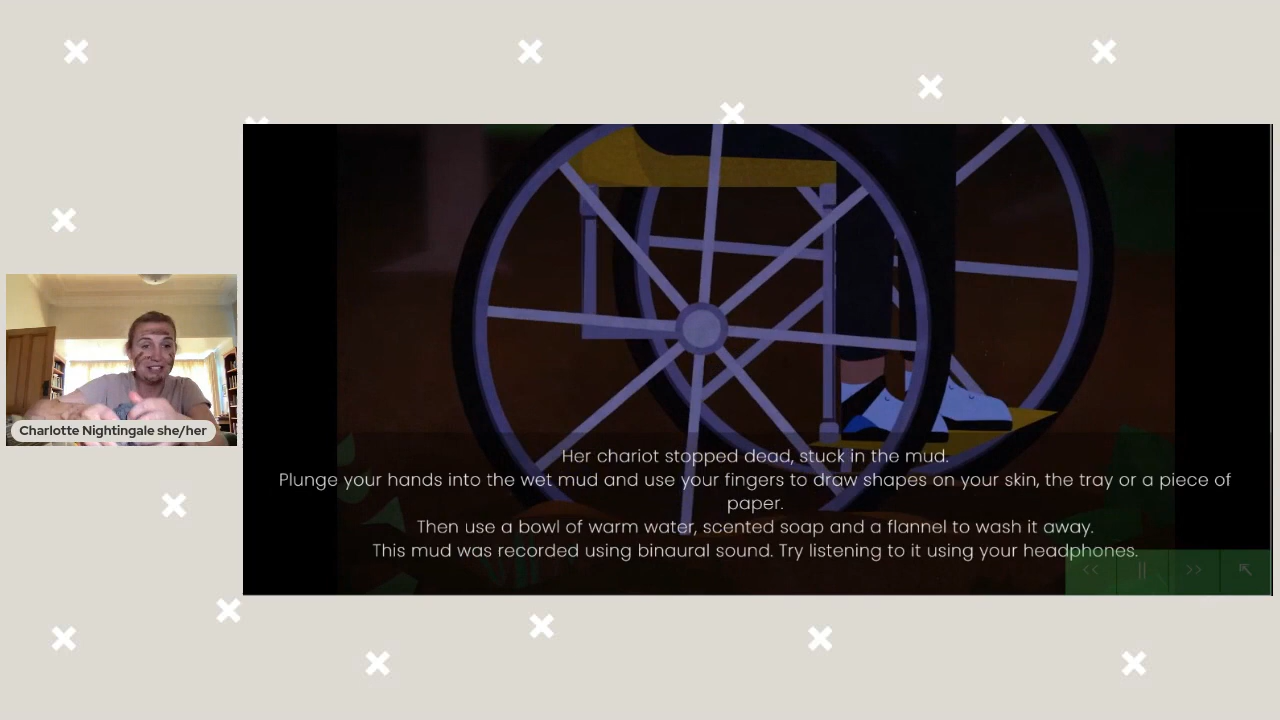 Her chariot stopped dead, stuck in the mud.
Plunge your hands into the wet mud and use your fingers to draw shapes on your skin, the tray or a piece of
paper.
Then use a bowl of warm water, scented soap and a flannel to wash it away.
This mud was recorded using binaural sound. Try listening to it using your headphones.
Charlotte Nightingale she/her